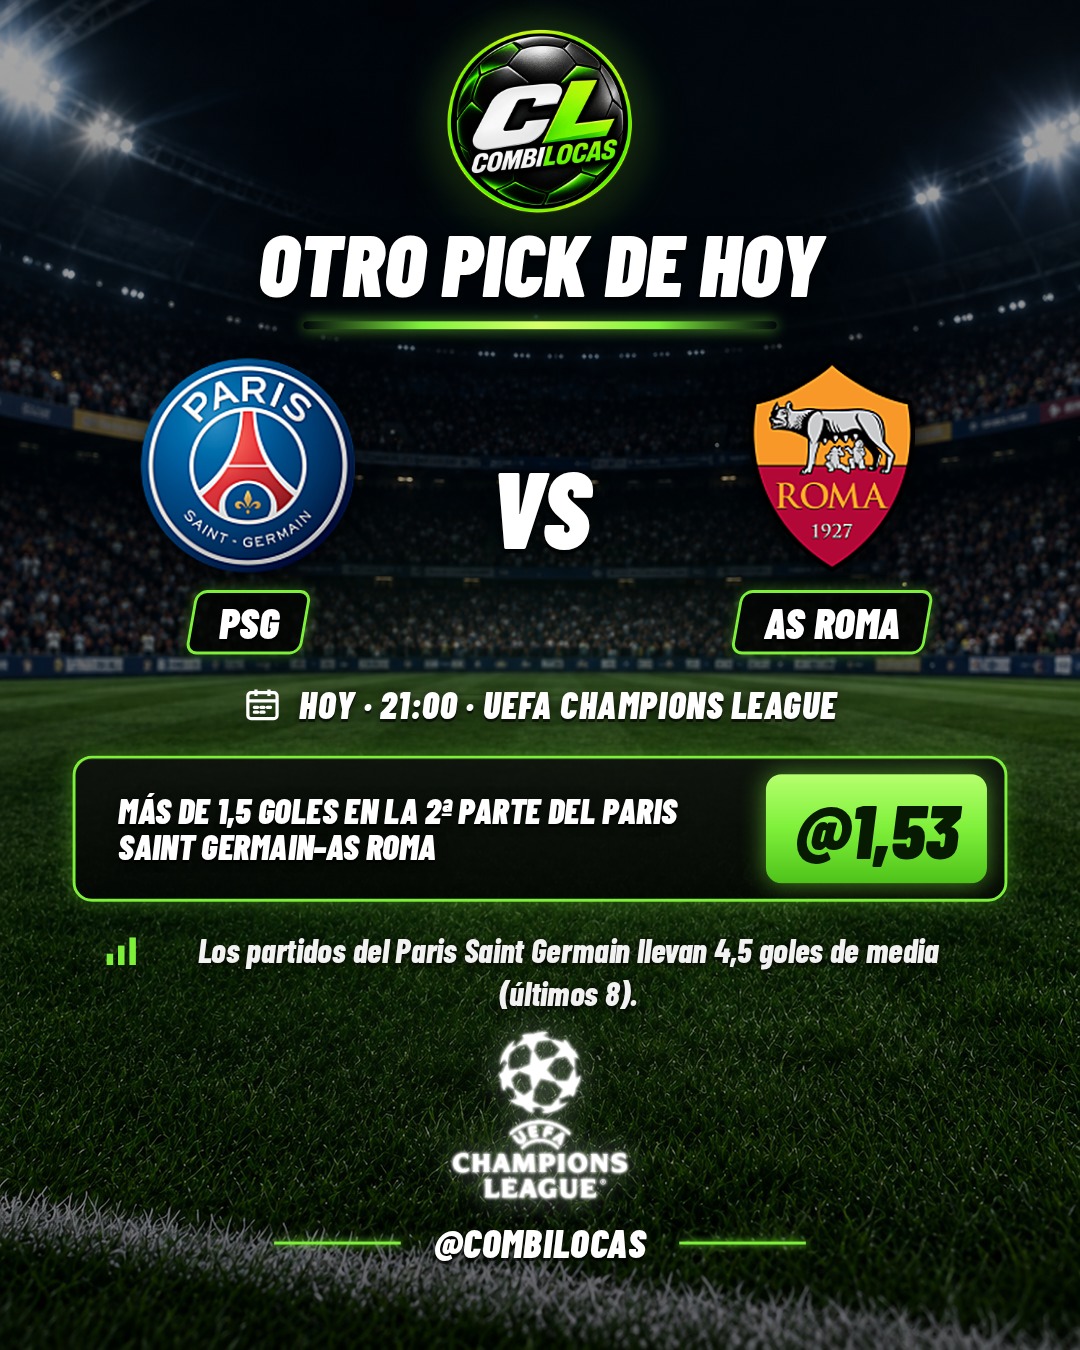 CL
COMBILOCAS
OTRO PICK DE HOY
PARIS
SAINT - GERMAIN
VS
ROMA
1927
PSG
AS ROMA
HOY · 21:00 · UEFA CHAMPIONS LEAGUE
MÁS DE 1,5 GOLES EN LA 2ª PARTE DEL PARIS
SAINT GERMAIN-AS ROMA
@1,53
Los partidos del Paris Saint Germain llevan 4,5 goles de media
(últimos 8).
UEFA
CHAMPIONS
LEAGUE®
@COMBILOCAS